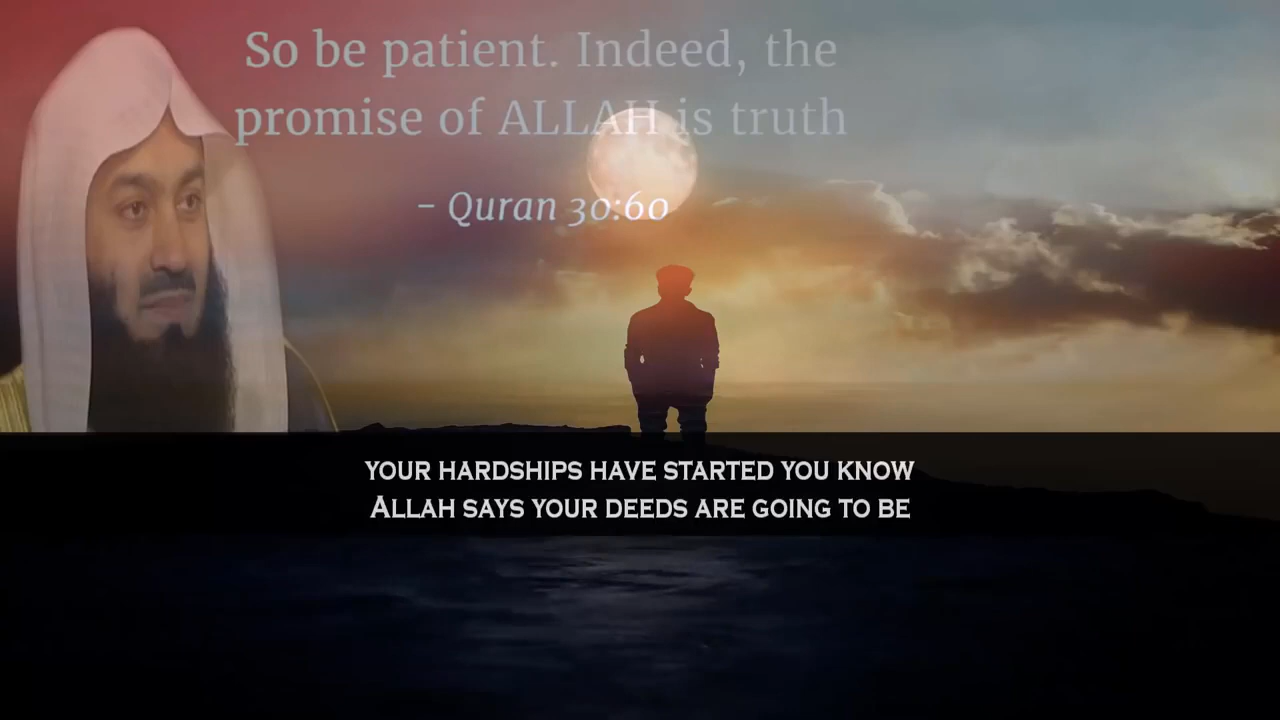 So be patient. Indeed, the
promise of ALLAH is truth
- Quran 30:60
YOUR HARDSHIPS HAVE STARTED YOU KNOW
ALLAH SAYS YOUR DEEDS ARE GOING TO BE